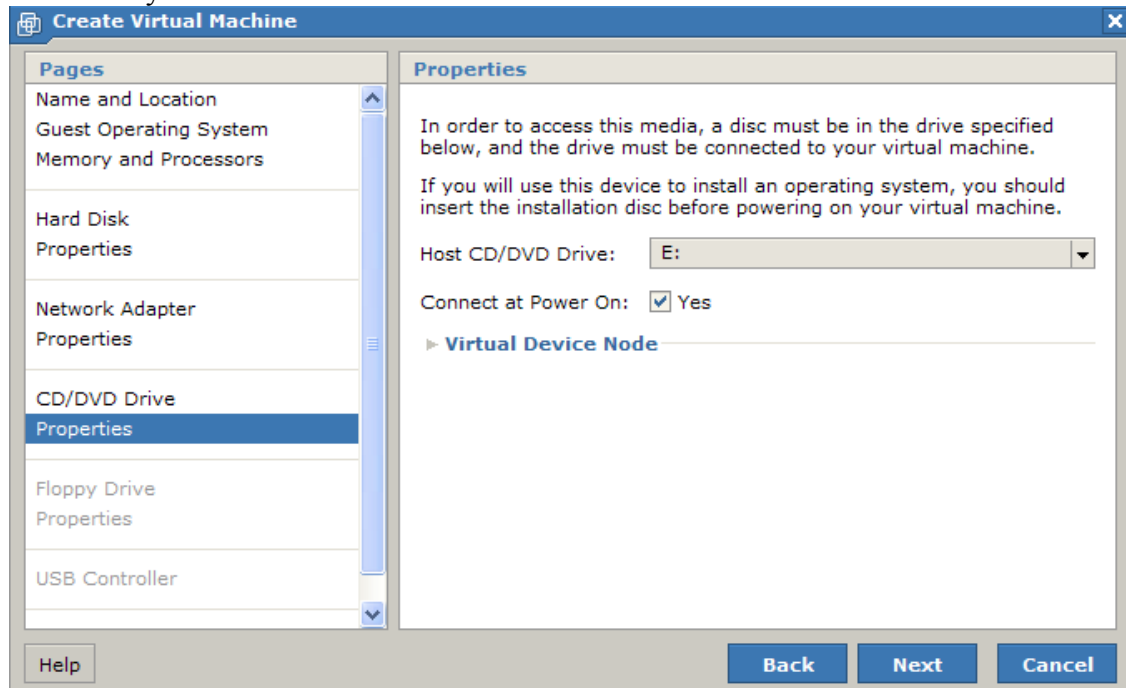 Create Virtual Machine
Pages
Name and Location
Guest Operating System
Memory and Processors
Hard Disk
Properties
Network Adapter
Properties
CD/DVD Drive
Properties
Floppy Drive
Properties
USB Controller
Properties
In order to access this media, a disc must be in the drive specified
below, and the drive must be connected to your virtual machine.
If you will use this device to install an operating system, you should
insert the installation disc before powering on your virtual machine.
Host CD/DVD Drive: E:
Connect at Power On: Yes
Virtual Device Node
Help
Back
Next
Cancel